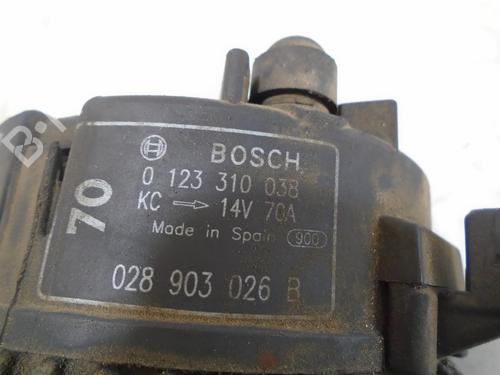 BOSCH
0 123 310 038
KC → 14V 70A
Made in Spain 900
70
028 903 026 B